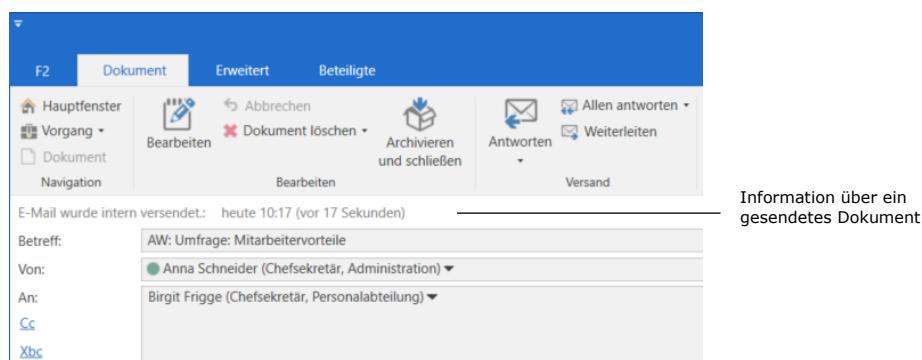 F2 Dokument Erweitert Beteiligte
Hauptfenster
Vorgang
Dokument
Navigation
Bearbeiten
Abbrechen
Dokument löschen
Archivieren
und schließen
Bearbeiten
Antworten
Allen antworten
Weiterleiten
Versand
E-Mail wurde intern versendet.: heute 10:17 (vor 17 Sekunden)
Information über ein
gesendetes Dokument
Betreff: AW: Umfrage: Mitarbeitervorteile
Von: Anna Schneider (Chefsekretär, Administration)
An: Birgit Frigge (Chefsekretär, Personalabteilung)
Cc
Xbc